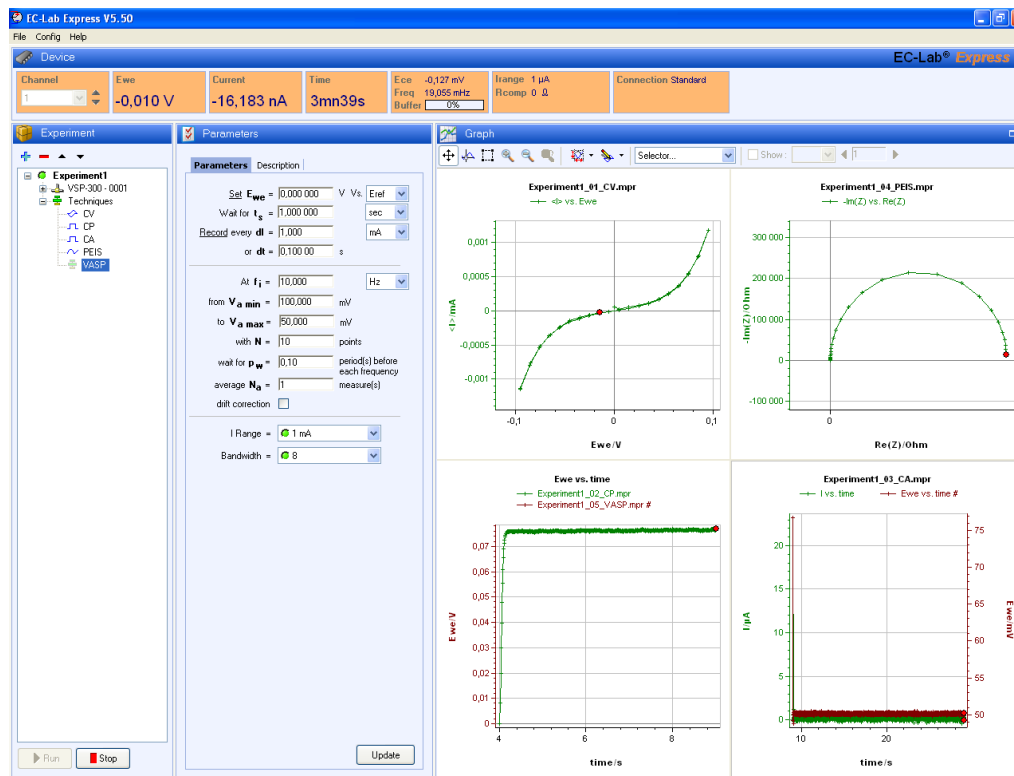 EC-Lab Express V5.50
File Config Help
Device
EC-Lab® Express
Channel Ewe Current Time Ece -0,127 mV Irange 1 µA Connection Standard
1 -0,010 V -16,183 nA 3mn39s Freq 19,055 mHz Rcomp 0 Ω
Buffer 0%
Experiment
Experiment1
VSP-300 - 0001
Techniques
CV
CP
CA
PEIS
VASP
Run Stop
Parameters
Parameters Description
Set Ewe = 0,000 000 V Vs. Eref
Wait for ts = 1,000 000 sec
Record every dI = 1,000 mA
or dt = 0,100 00 s
At fi = 10,000 Hz
from Va min = 100,000 mV
to Va max = 50,000 mV
with N = 10 points
wait for pw = 0,10 period(s) before
each frequency
average Na = 1 measure(s)
drift correction
I Range = 1 mA
Bandwidth = 8
Update
Graph
Selector... Show : 1
Experiment1_01_CV.mpr
<I> vs. Ewe
<I>/mA
0,001
0,0005
0
-0,0005
-0,001
-0,1 0 0,1
Ewe/V
Experiment1_04_PEIS.mpr
-Im(Z) vs. Re(Z)
-Im(Z)/Ohm
300 000
200 000
100 000
0
-100 000
0
Re(Z)/Ohm
Ewe vs. time
Experiment1_02_CP.mpr
Experiment1_05_VASP.mpr #
Ewe/V
0,07
0,06
0,05
0,04
0,03
0,02
0,01
0
4 6 8
time/s
Experiment1_03_CA.mpr
I vs. time Ewe vs. time #
I/µA
20
15
10
5
0
75
70
65
60
55
50
Ewe/mV
10 20
time/s